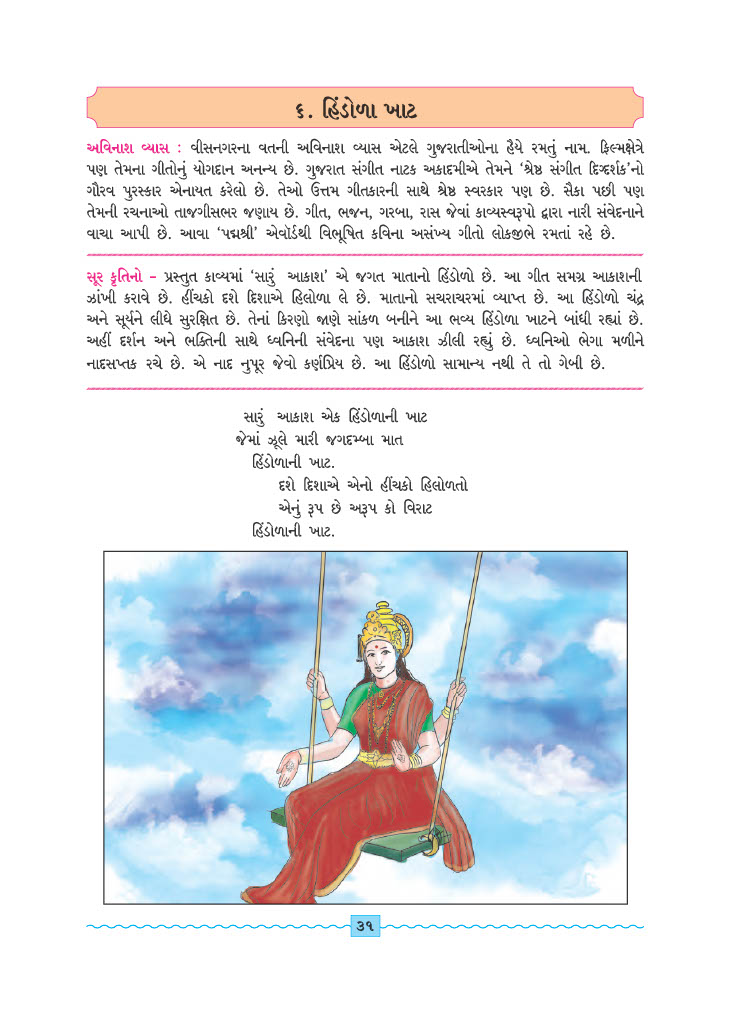 ૬. હિંડોળા ખાટ
અવિનાશ વ્યાસ : વીસનગરના વતની અવિનાશ વ્યાસ એટલે ગુજરાતીઓના હૈયે રમતું નામ. ફિલ્મક્ષેત્રે
પણ તેમના ગીતોનું યોગદાન અનન્ય છે. ગુજરાત સંગીત નાટક અકાદમીએ તેમને ‘શ્રેષ્ઠ સંગીત દિગ્દર્શક’નો
ગૌરવ પુરસ્કાર એનાયત કરેલો છે. તેઓ ઉત્તમ ગીતકારની સાથે શ્રેષ્ઠ સ્વરકાર પણ છે. સૈકા પછી પણ
તેમની રચનાઓ તાજગીસભર જણાય છે. ગીત, ભજન, ગરબા, રાસ જેવાં કાવ્યસ્વરૂપો દ્વારા નારી સંવેદનાને
વાચા આપી છે. આવા ‘પદ્મશ્રી’ એવૉર્ડથી વિભૂષિત કવિના અસંખ્ય ગીતો લોકજીભે રમતાં રહે છે.
સૂર કૃતિનો – પ્રસ્તુત કાવ્યમાં ‘સારું આકાશ’ એ જગત માતાનો હિંડોળો છે. આ ગીત સમગ્ર આકાશની
ઝાંખી કરાવે છે. હીંચકો દશે દિશાએ હિલોળા લે છે. માતાનો સચરાચરમાં વ્યાપ્ત છે. આ હિંડોળો ચંદ્ર
અને સૂર્યને લીધે સુરક્ષિત છે. તેનાં કિરણો જાણે સાંકળ બનીને આ ભવ્ય હિંડોળા ખાટને બાંધી રહ્યાં છે.
અહીં દર્શન અને ભક્તિની સાથે ધ્વનિની સંવેદના પણ આકાશ ઝીલી રહ્યું છે. ધ્વનિઓ ભેગા મળીને
નાદસપ્તક રચે છે. એ નાદ નુપૂર જેવો કર્ણપ્રિય છે. આ હિંડોળો સામાન્ય નથી તે તો ગેબી છે.
સારું આકાશ એક હિંડોળાની ખાટ
જેમાં ઝૂલે મારી જગદમ્બા માત
હિંડોળાની ખાટ.
દશે દિશાએ એનો હીંચકો હિલોળતો
એનું રૂપ છે અરૂપ કો વિરાટ
હિંડોળાની ખાટ.
૩૧